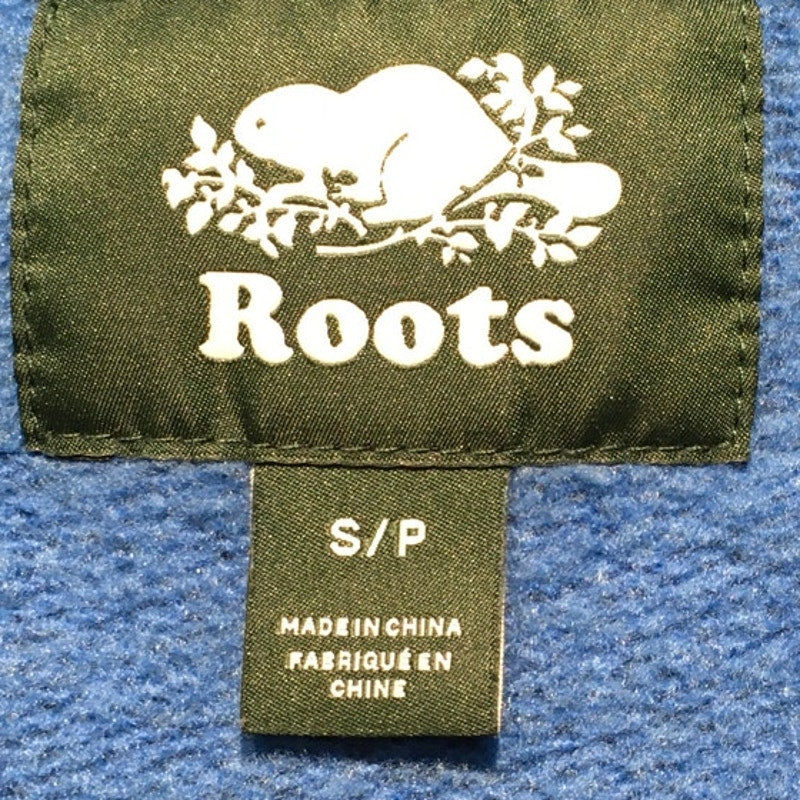 Roots
S/P
MADE IN CHINA
FABRIQUÉ EN
CHINE